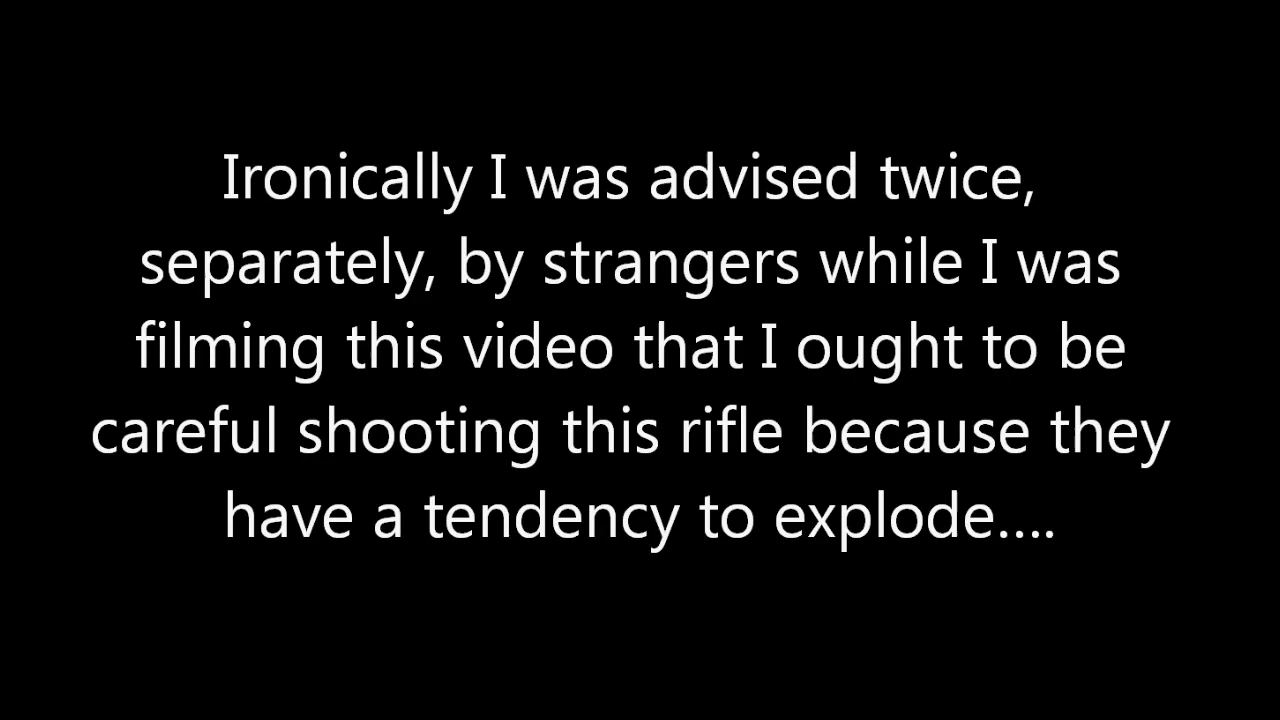 Ironically I was advised twice,
separately, by strangers while I was
filming this video that I ought to be
careful shooting this rifle because they
have a tendency to explode....